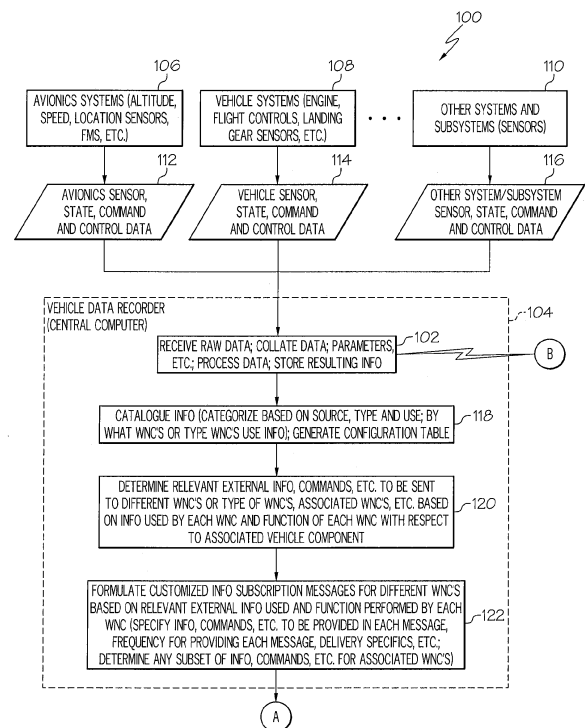 100
106
108
110
AVIONICS SYSTEMS (ALTITUDE,
SPEED, LOCATION SENSORS,
FMS, ETC.)
VEHICLE SYSTEMS (ENGINE,
FLIGHT CONTROLS, LANDING
GEAR SENSORS, ETC.)
OTHER SYSTEMS AND
SUBSYSTEMS (SENSORS)
112
114
116
AVIONICS SENSOR,
STATE, COMMAND
AND CONTROL DATA
VEHICLE SENSOR,
STATE, COMMAND
AND CONTROL DATA
OTHER SYSTEM/SUBSYSTEM
SENSOR, STATE, COMMAND
AND CONTROL DATA
VEHICLE DATA RECORDER
(CENTRAL COMPUTER)
104
102
RECEIVE RAW DATA; COLLATE DATA; PARAMETERS,
ETC.; PROCESS DATA; STORE RESULTING INFO
B
CATALOGUE INFO (CATEGORIZE BASED ON SOURCE, TYPE AND USE; BY
WHAT WNC'S OR TYPE WNC'S USE INFO); GENERATE CONFIGURATION TABLE
118
DETERMINE RELEVANT EXTERNAL INFO, COMMANDS, ETC. TO BE SENT
TO DIFFERENT WNC'S OR TYPE OF WNC'S, ASSOCIATED WNC'S, ETC. BASED
ON INFO USED BY EACH WNC AND FUNCTION OF EACH WNC WITH RESPECT
TO ASSOCIATED VEHICLE COMPONENT
120
FORMULATE CUSTOMIZED INFO SUBSCRIPTION MESSAGES FOR DIFFERENT WNC'S
BASED ON RELEVANT EXTERNAL INFO USED AND FUNCTION PERFORMED BY EACH
WNC (SPECIFY INFO, COMMANDS, ETC. TO BE PROVIDED IN EACH MESSAGE,
FREQUENCY FOR PROVIDING EACH MESSAGE, DELIVERY SPECIFICS, ETC.;
DETERMINE ANY SUBSET OF INFO, COMMANDS, ETC. FOR ASSOCIATED WNC'S)
122
A